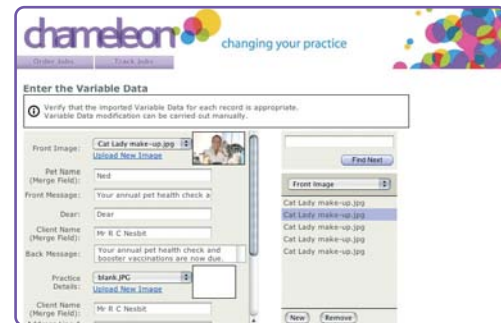 chameleon
changing your practice
Order Jobs
Track Jobs
Enter the Variable Data
Verify that the Imported Variable Data for each record is appropriate.
Variable Data modification can be carried out manually.
Front Image:
Cat Lady make-up.jpg
Upload New Image
Pet Name
(Merge Field):
Ned
Front Message:
Your annual pet health check a
Dear:
Dear
Client Name
(Merge Field):
Mr R C Nesbit
Back Message:
Your annual pet health check and
booster vaccinations are now due.
Practice
Details:
blank.JPG
Upload New Image
Client Name
(Merge Field):
Mr R C Nesbit
Find Next
Front Image
Cat Lady make-up.jpg
Cat Lady make-up.jpg
Cat Lady make-up.jpg
Cat Lady make-up.jpg
Cat Lady make-up.jpg
New
Remove